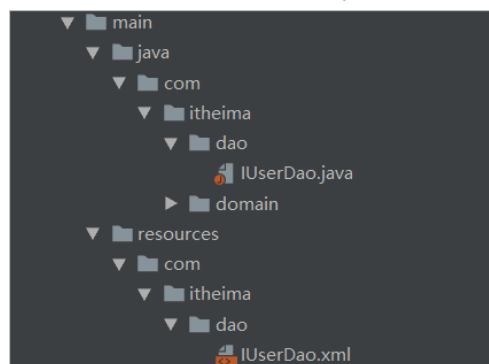 main
java
com
itheima
dao
IUserDao.java
domain
resources
com
itheima
dao
IUserDao.xml